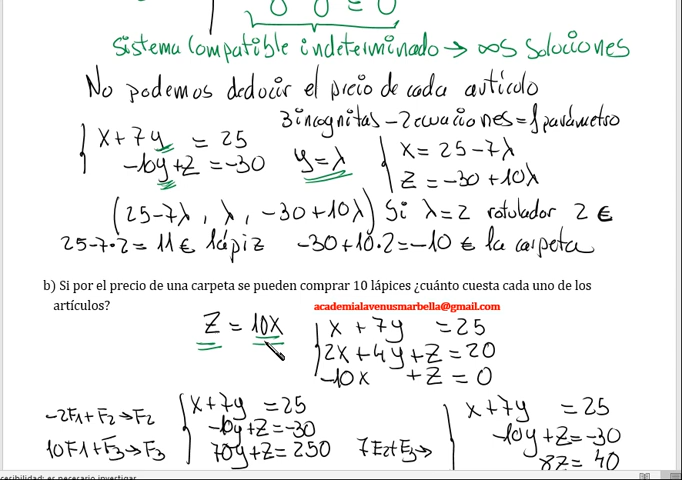 0 0 = 0
Sistema Compatible indeterminado → ∞s Soluciones
No podemos deducir el precio de cada artículo
3 incognitas - 2 ecuaciones = 1 parámetro
x + 7y = 25
-10y + z = -30
y = λ
x = 25 - 7λ
z = -30 + 10λ
(25-7λ, λ, -30+10λ) Si λ=2 rotulador 2 €
25-7·2 = 11 € lápiz -30+10·2 = -10 € la carpeta
b) Si por el precio de una carpeta se pueden comprar 10 lápices ¿cuánto cuesta cada uno de los
artículos?
academialavenusmarbella@gmail.com
z = 10x
x + 7y = 25
2x + 4y + z = 20
-10x + z = 0
-2F1 + F2 → F2
10F1 + F3 → F3
x + 7y = 25
-10y + z = -30
70y + z = 250
7E2+E3→
x + 7y = 25
-10y + z = -30
8z = 40